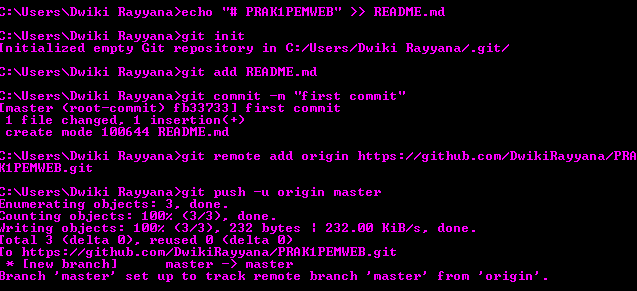 C:\Users\Dwiki Rayyana>echo "# PRAK1PEMWEB" >> README.md
C:\Users\Dwiki Rayyana>git init
Initialized empty Git repository in C:/Users/Dwiki Rayyana/.git/
C:\Users\Dwiki Rayyana>git add README.md
C:\Users\Dwiki Rayyana>git commit -m "first commit"
[master (root-commit) fb33733] first commit
1 file changed, 1 insertion(+)
create mode 100644 README.md
C:\Users\Dwiki Rayyana>git remote add origin https://github.com/DwikiRayyana/PRA
K1PEMWEB.git
C:\Users\Dwiki Rayyana>git push -u origin master
Enumerating objects: 3, done.
Counting objects: 100% (3/3), done.
Writing objects: 100% (3/3), 232 bytes | 232.00 KiB/s, done.
Total 3 (delta 0), reused 0 (delta 0)
To https://github.com/DwikiRayyana/PRAK1PEMWEB.git
* [new branch]      master -> master
Branch 'master' set up to track remote branch 'master' from 'origin'.